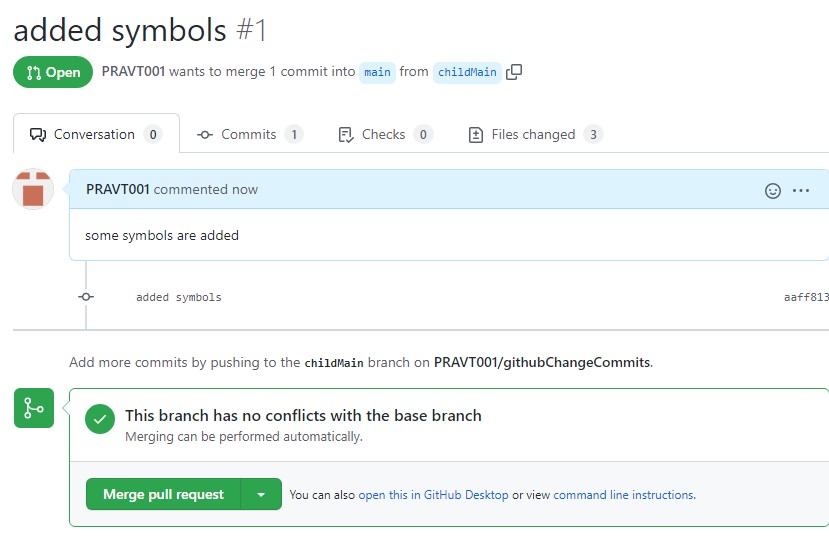 added symbols #1
Open PRAVT001 wants to merge 1 commit into main from childMain
Conversation 0 Commits 1 Checks 0 Files changed 3
PRAVT001 commented now
some symbols are added
added symbols aaff813
Add more commits by pushing to the childMain branch on PRAVT001/githubChangeCommits.
This branch has no conflicts with the base branch
Merging can be performed automatically.
Merge pull request You can also open this in GitHub Desktop or view command line instructions.